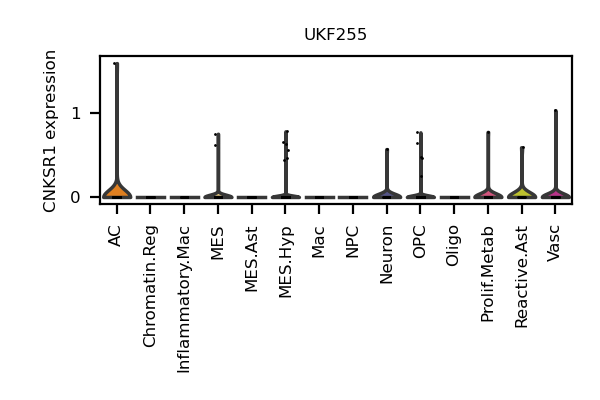 UKF255
CNKSR1 expression
1
0
AC
Chromatin.Reg
Inflammatory.Mac
MES
MES.Ast
MES.Hyp
Mac
NPC
Neuron
OPC
Oligo
Prolif.Metab
Reactive.Ast
Vasc